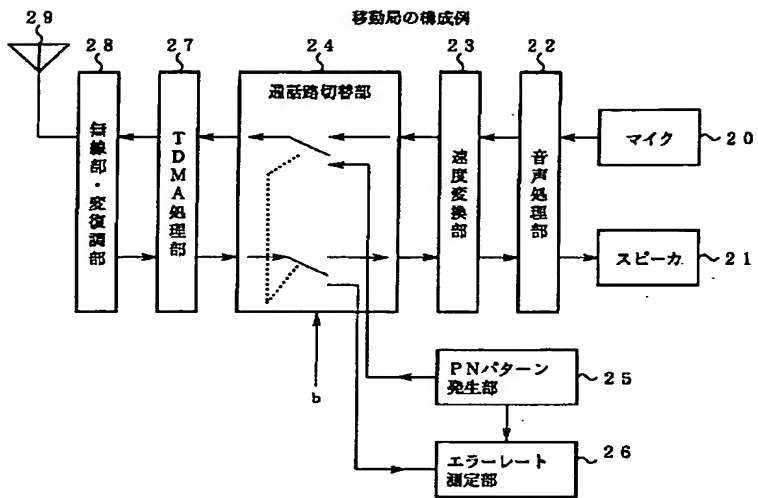 移動局の構成例
29
28
27
24
23
22
通話路切替部
無線部・変復調部
TDMA処理部
速度変換部
音声処理部
マイク
20
スピーカ
21
PNパターン
発生部
25
b
エラーレート
測定部
26